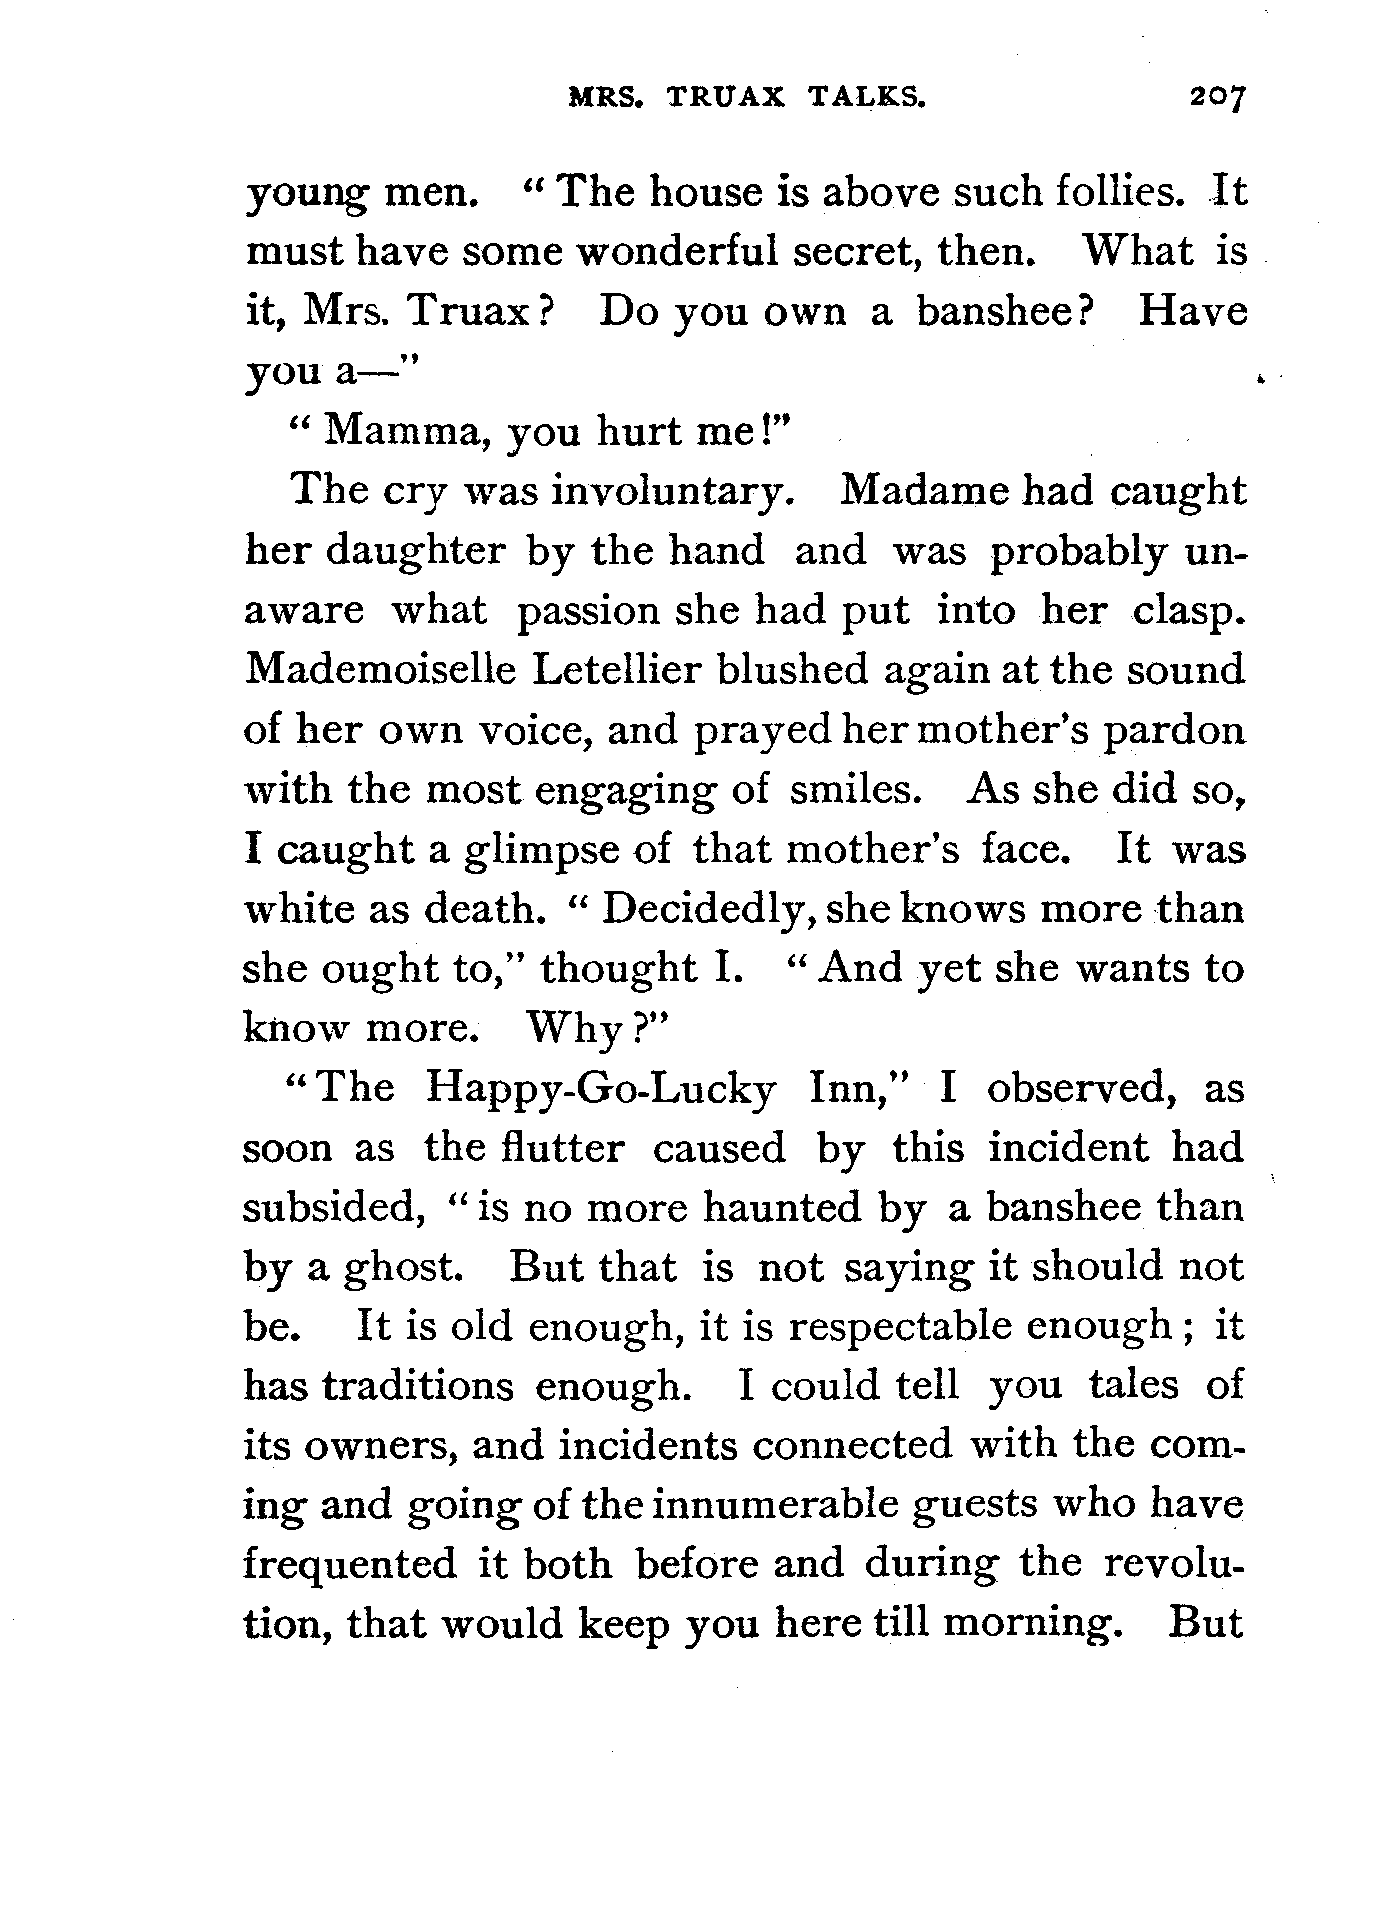 MRS. TRUAX TALKS. 207
young men. "The house is above such follies. It
must have some wonderful secret, then. What is
it, Mrs. Truax? Do you own a banshee? Have
you a—"
"Mamma, you hurt me!"
The cry was involuntary. Madame had caught
her daughter by the hand and was probably un-
aware what passion she had put into her clasp.
Mademoiselle Letellier blushed again at the sound
of her own voice, and prayed her mother's pardon
with the most engaging of smiles. As she did so,
I caught a glimpse of that mother's face. It was
white as death. "Decidedly, she knows more than
she ought to," thought I. "And yet she wants to
know more. Why?"
"The Happy-Go-Lucky Inn," I observed, as
soon as the flutter caused by this incident had
subsided, "is no more haunted by a banshee than
by a ghost. But that is not saying it should not
be. It is old enough, it is respectable enough; it
has traditions enough. I could tell you tales of
its owners, and incidents connected with the com-
ing and going of the innumerable guests who have
frequented it both before and during the revolu-
tion, that would keep you here till morning. But